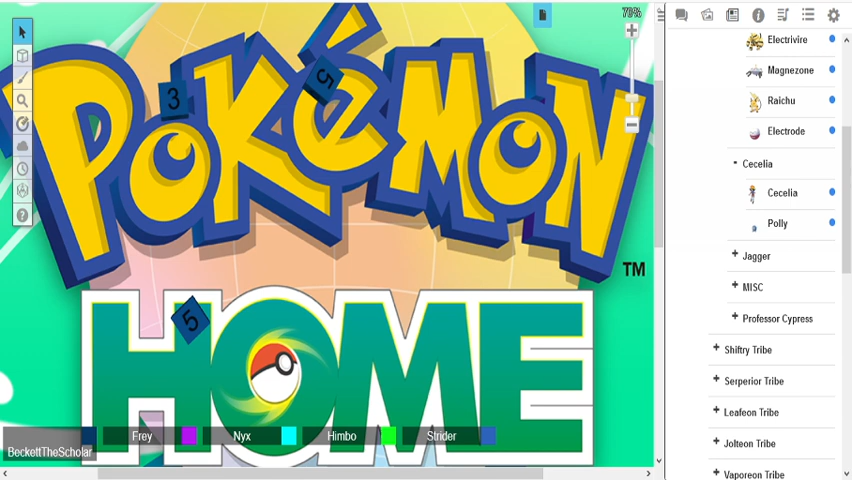 POKéMON
TM
HOME
3
5
5
70%
Frey
Nyx
Himbo
Strider
BeckettTheScholar
Electrivire
Magnezone
Raichu
Electrode
- Cecelia
Cecelia
Polly
+ Jagger
+ MISC
+ Professor Cypress
+ Shiftry Tribe
+ Serperior Tribe
+ Leafeon Tribe
+ Jolteon Tribe
+ Vaporeon Tribe